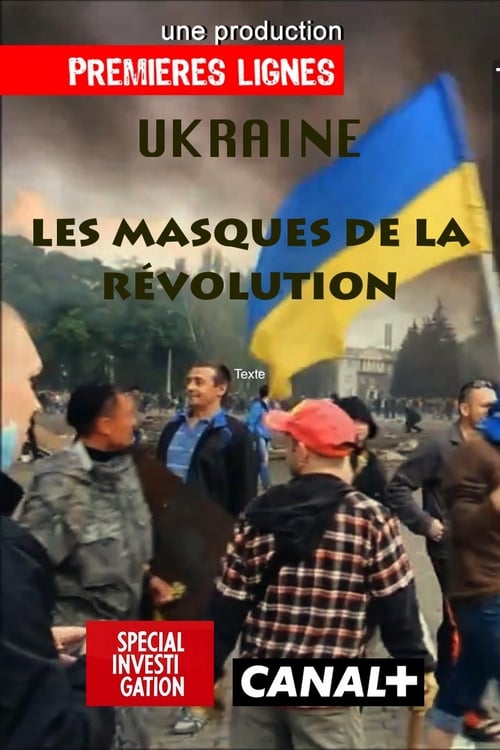 une production
PREMIERES LIGNES
UKRAINE
LES MASQUES DE LA
RÉVOLUTION
Texte
SPECIAL
INVESTI
GATION
CANAL+